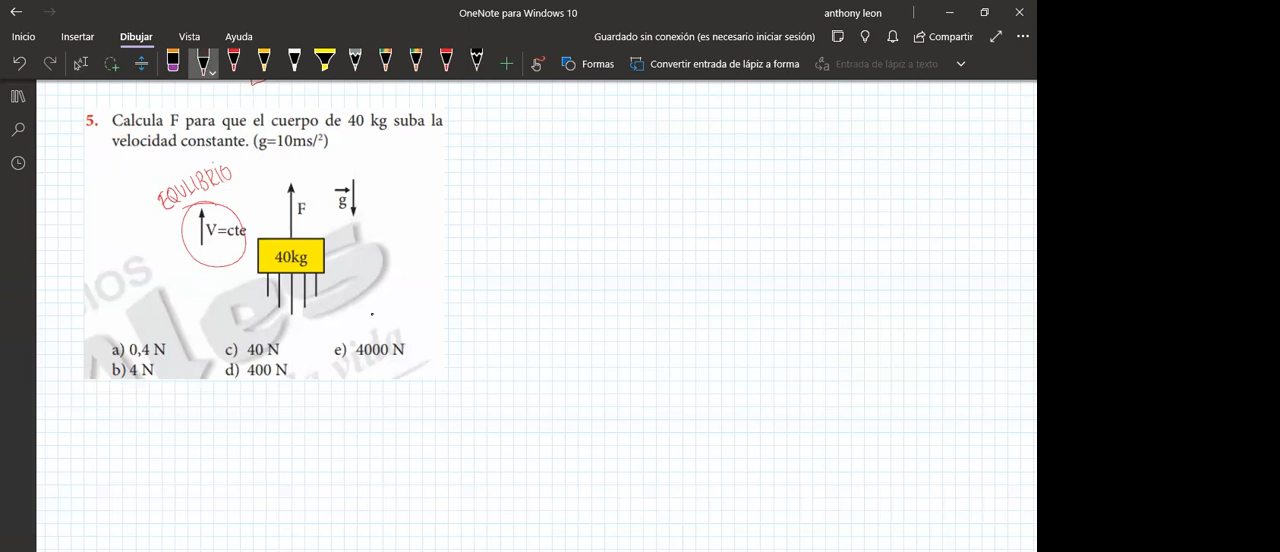 OneNote para Windows 10
anthony leon
Inicio
Insertar
Dibujar
Vista
Ayuda
Guardado sin conexión (es necesario iniciar sesión)
Compartir
Formas
Convertir entrada de lápiz a forma
Entrada de lápiz a texto
5. Calcula F para que el cuerpo de 40 kg suba la
velocidad constante. (g=10ms/²)
EQULIBRIO
F
g
V=cte
40kg
a) 0,4 N
c) 40 N
e) 4000 N
b) 4 N
d) 400 N
vida